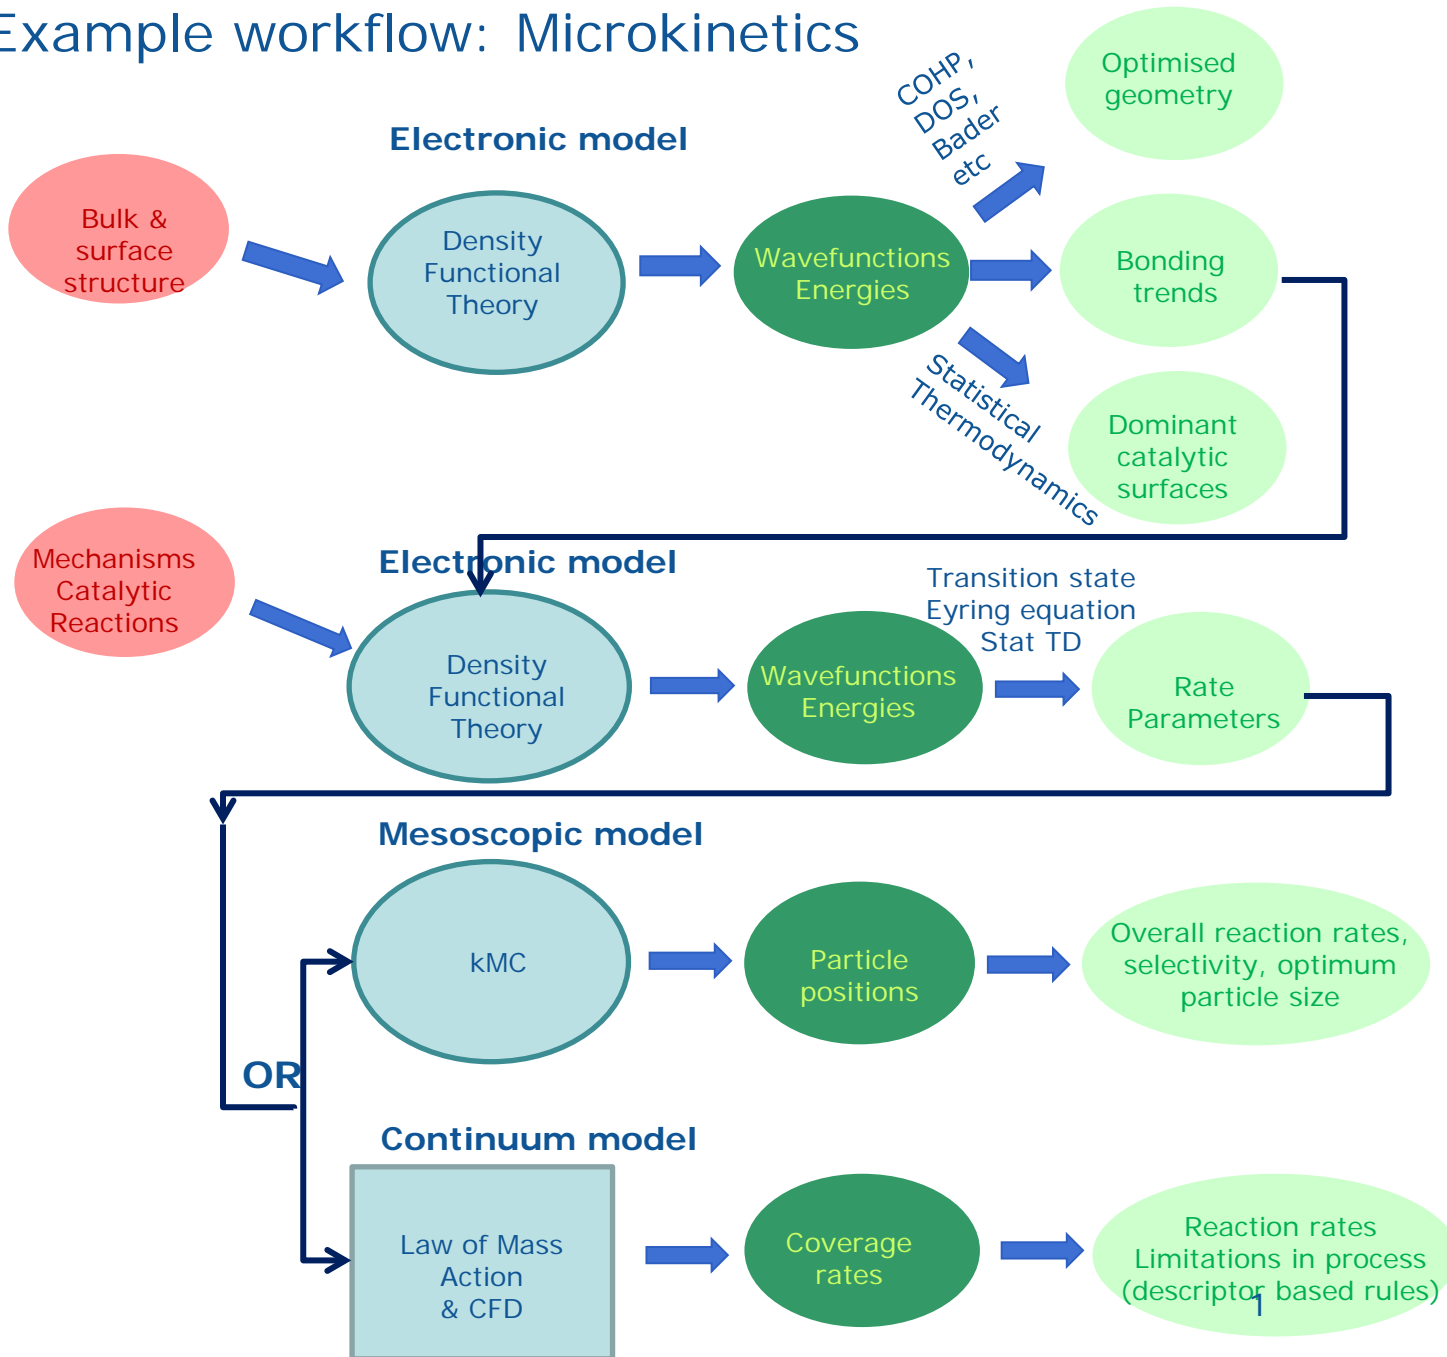 Example workflow: Microkinetics
COHP,
DOS,
Bader
etc
Optimised
geometry
Electronic model
Bulk &
surface
structure
Density
Functional
Theory
Wavefunctions
Energies
Bonding
trends
Statistical
Thermodynamics
Dominant
catalytic
surfaces
Mechanisms
Catalytic
Reactions
Electronic model
Density
Functional
Theory
Wavefunctions
Energies
Transition state
Eyring equation
Stat TD
Rate
Parameters
Mesoscopic model
kMC
Particle
positions
Overall reaction rates,
selectivity, optimum
particle size
OR
Continuum model
Law of Mass
Action
& CFD
Coverage
rates
Reaction rates
Limitations in process
(descriptor based rules)
1